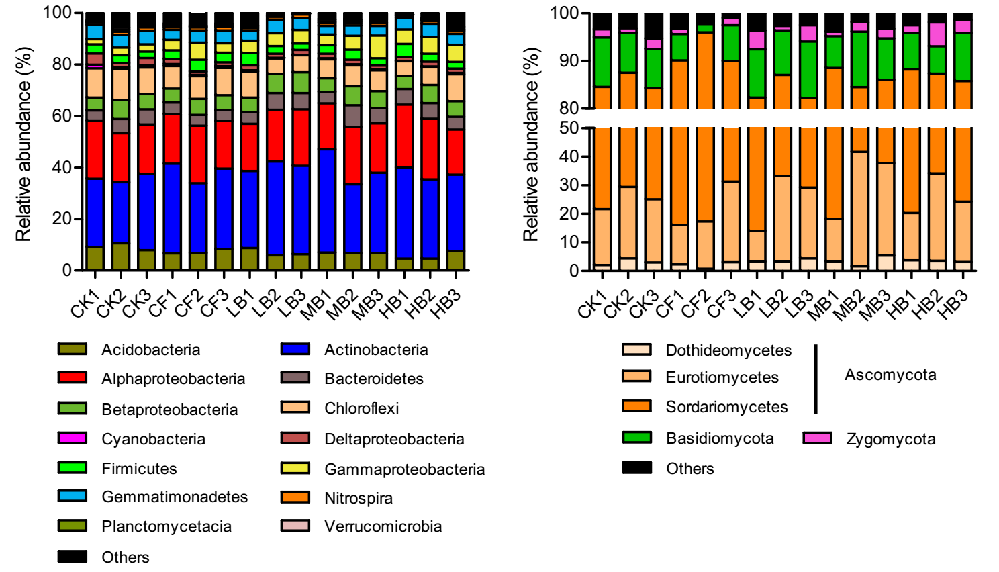 Relative abundance (%)
100
80
60
40
20
0
CK1 CK2 CK3 CF1 CF2 CF3 LB1 LB2 LB3 MB1 MB2 MB3 HB1 HB2 HB3
Acidobacteria
Actinobacteria
Alphaproteobacteria
Bacteroidetes
Betaproteobacteria
Chloroflexi
Cyanobacteria
Deltaproteobacteria
Firmicutes
Gammaproteobacteria
Gemmatimonadetes
Nitrospira
Planctomycetacia
Verrucomicrobia
Others
Relative abundance (%)
100
90
80
50
40
30
20
10
0
CK1 CK2 CK3 CF1 CF2 CF3 LB1 LB2 LB3 MB1 MB2 MB3 HB1 HB2 HB3
Dothideomycetes
Eurotiomycetes
Sordariomycetes
Ascomycota
Basidiomycota
Zygomycota
Others